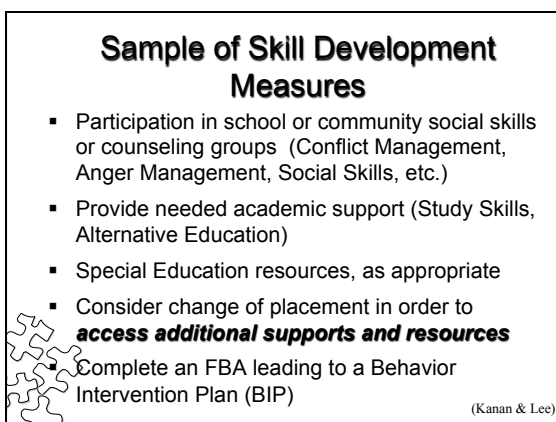 Sample of Skill Development
Measures
▪ Participation in school or community social skills
or counseling groups  (Conflict Management,
Anger Management, Social Skills, etc.)
▪ Provide needed academic support (Study Skills,
Alternative Education)
▪ Special Education resources, as appropriate
▪ Consider change of placement in order to
access additional supports and resources
▪ Complete an FBA leading to a Behavior
Intervention Plan (BIP)
(Kanan & Lee)